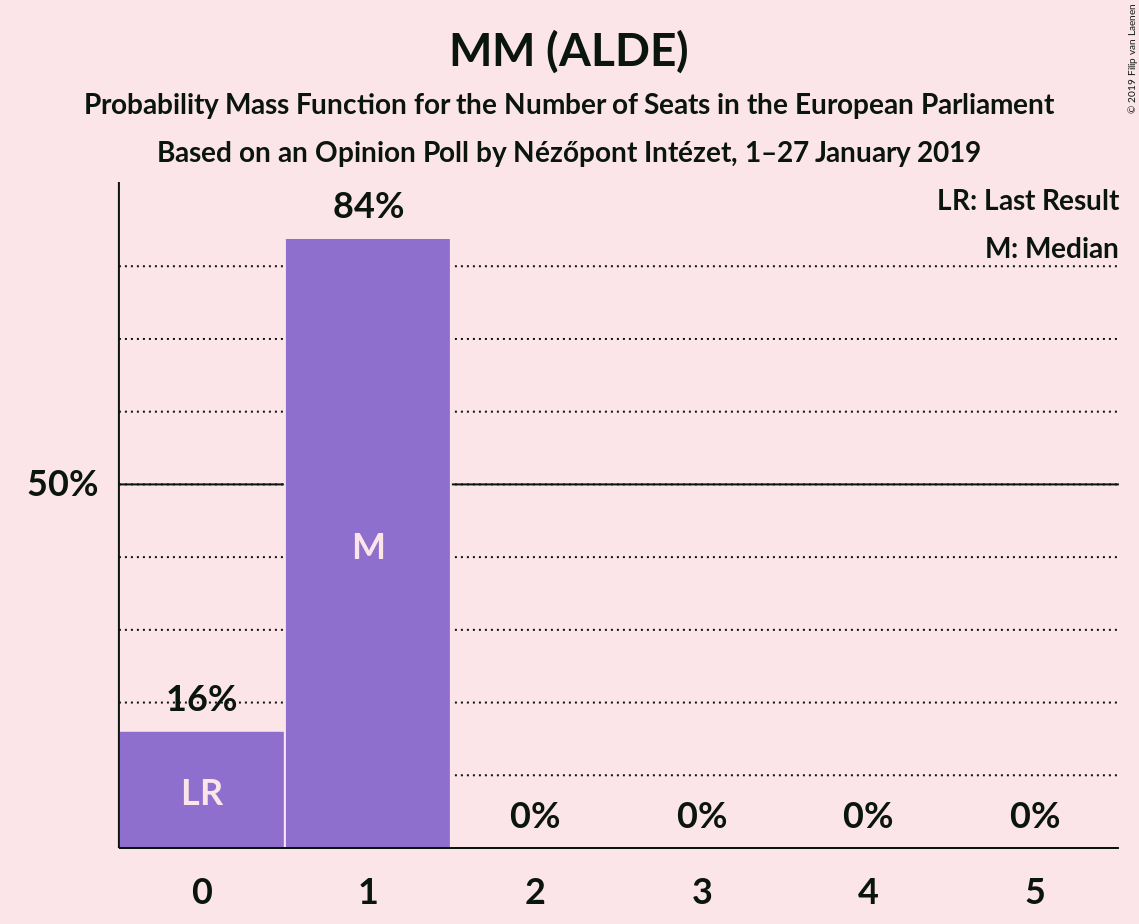 MM (ALDE)
Probability Mass Function for the Number of Seats in the European Parliament
Based on an Opinion Poll by Nézőpont Intézet, 1–27 January 2019
© 2019 Filip van Laenen
LR: Last Result
M: Median
84%
50%
M
16%
LR
0% 0% 0% 0%
0 1 2 3 4 5